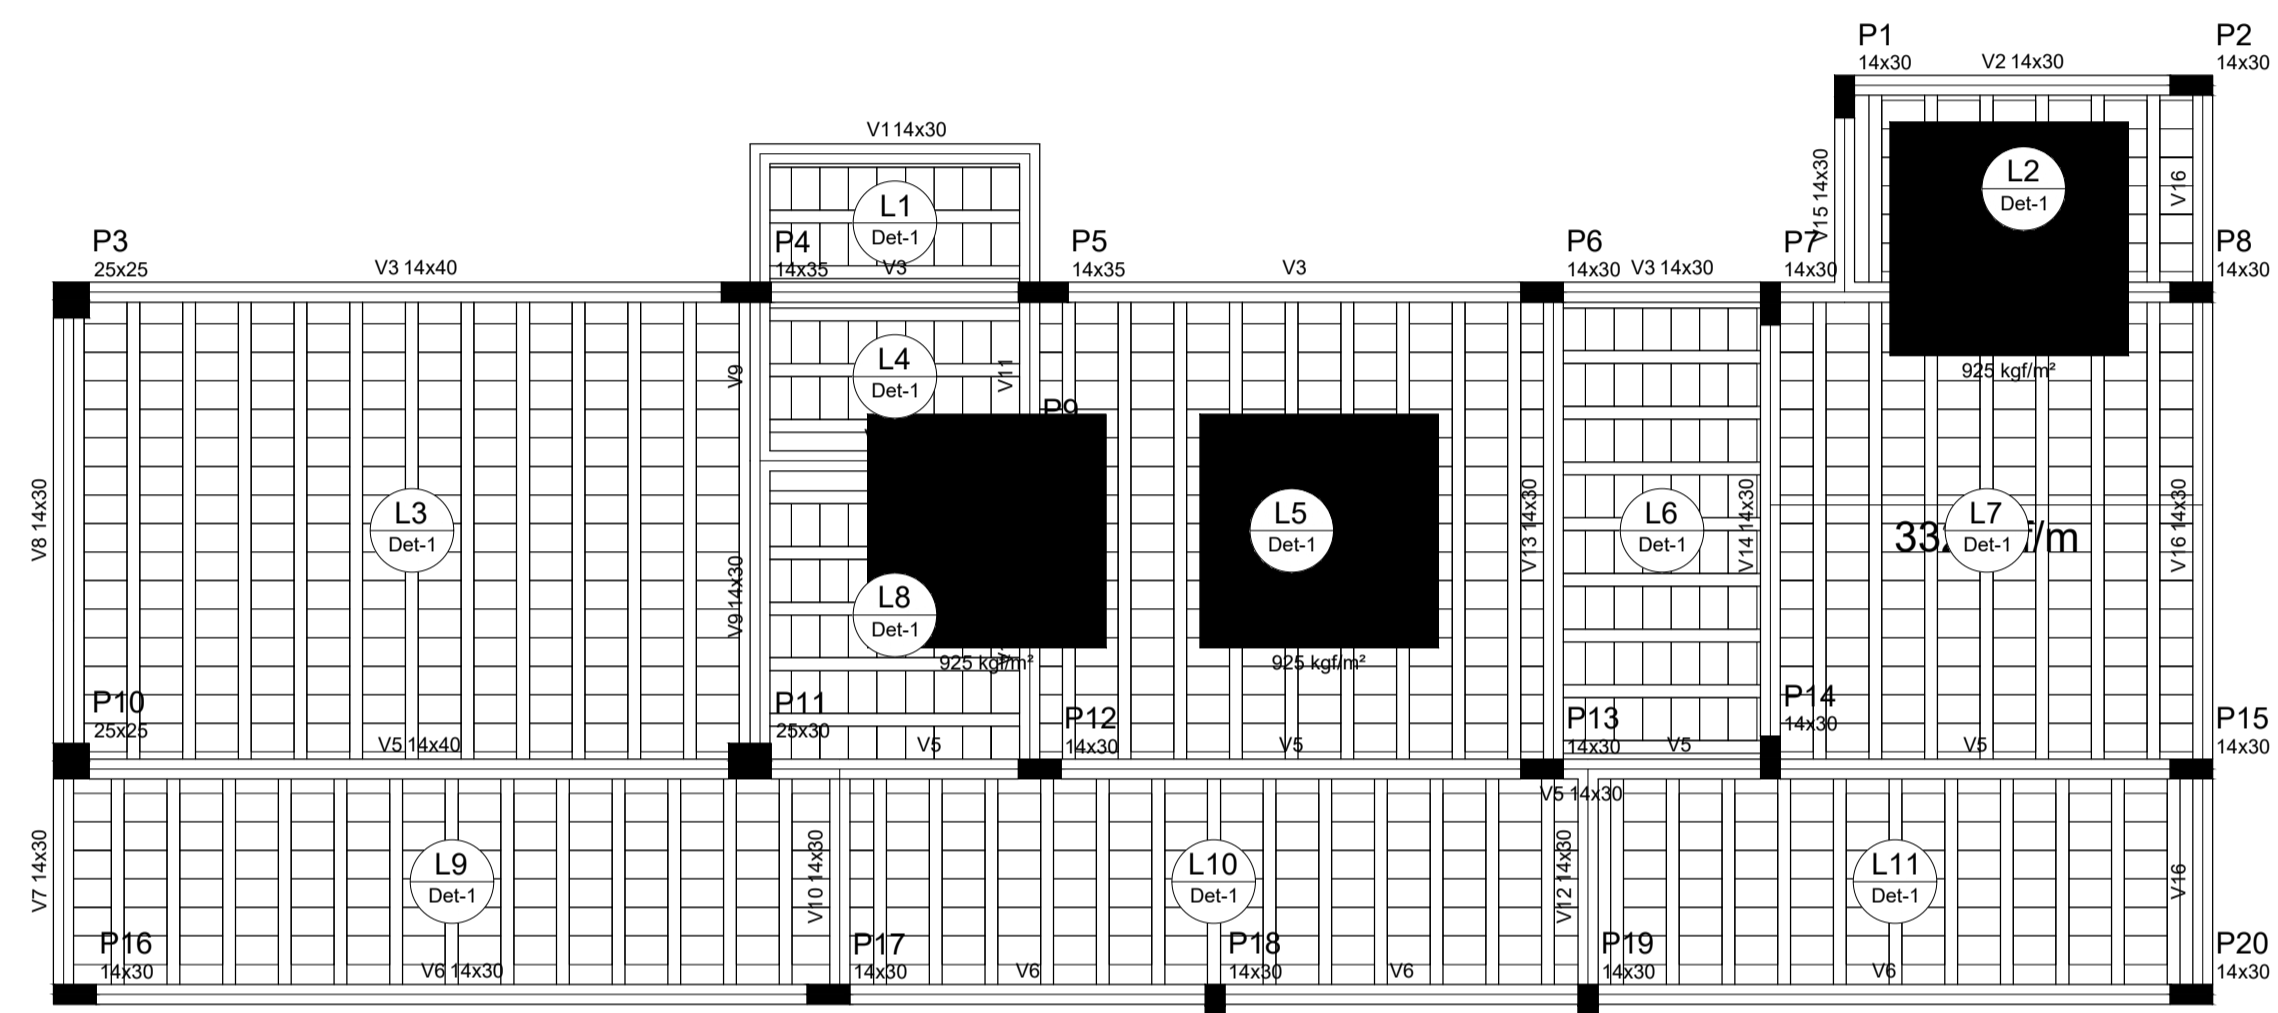 P1
14x30
V2 14x30
P2
14x30
V1 14x30
L1
Det-1
L2
Det-1
V15 14x30
V16
P3
25x25
V3 14x40
P4
14x35
V3
P5
14x35
V3
P6
14x30
V3 14x30
P7
14x30
P8
14x30
L4
Det-1
V9
V11
925 kgf/m²
P9
V8 14x30
L3
Det-1
V9 14x30
L8
Det-1
925 kgf/m²
L5
Det-1
925 kgf/m²
V13 14x30
L6
Det-1
V14 14x30
L7
Det-1
V16 14x30
P10
25x25
V5 14x40
P11
25x30
V5
P12
14x30
V5
P13
14x30
V5
P14
14x30
V5
P15
14x30
V5 14x30
V7 14x30
L9
Det-1
V10 14x30
L10
Det-1
V12 14x30
L11
Det-1
V16
P16
14x30
V6 14x30
P17
14x30
V6
P18
14x30
V6
P19
14x30
V6
P20
14x30